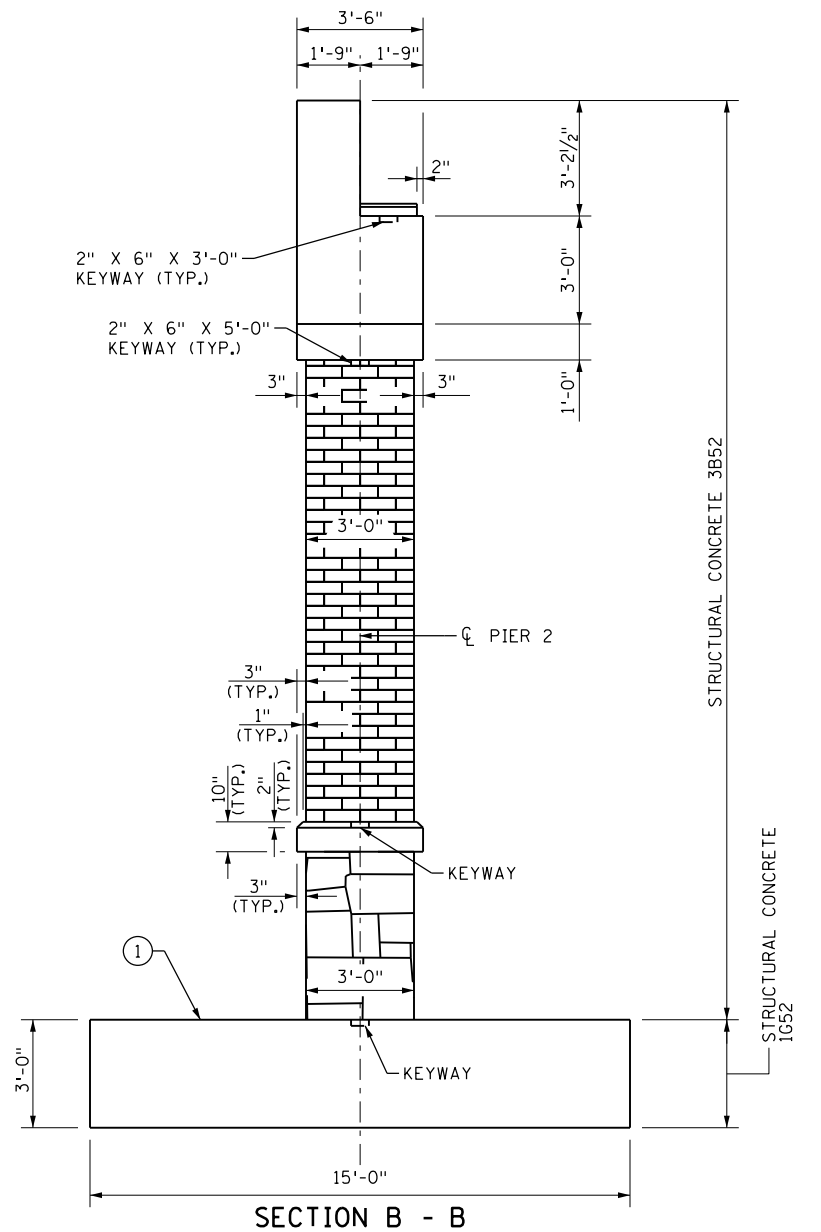 3'-6"
1'-9" 1'-9"
3'-2½"
2"
2" X 6" X 3'-0"
KEYWAY (TYP.)
3'-0"
2" X 6" X 5'-0"
KEYWAY (TYP.)
3" 3"
1'-0"
STRUCTURAL CONCRETE 3B52
3'-0"
℄ PIER 2
3"
(TYP.)
1"
(TYP.)
10"
(TYP.)
2"
(TYP.)
KEYWAY
3"
(TYP.)
STRUCTURAL CONCRETE
1G52
1
3'-0"
3'-0"
KEYWAY
15'-0"
SECTION B - B